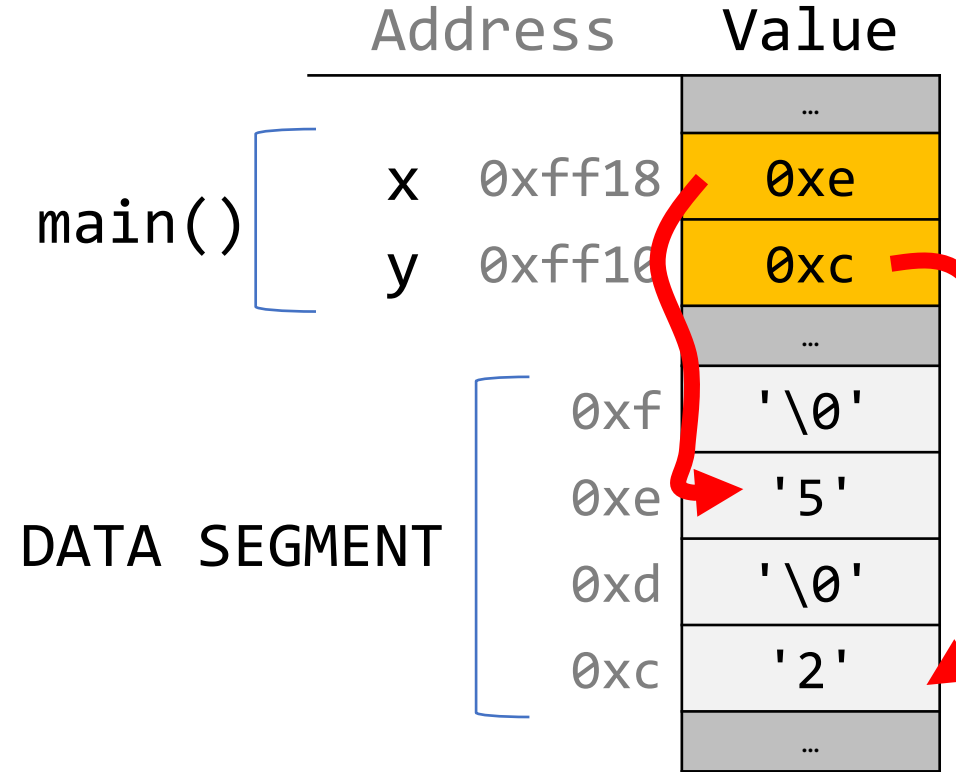 Address Value
…
x 0xff18 0xe
main()
y 0xff10 0xc
…
0xf '\0'
0xe '5'
DATA SEGMENT
0xd '\0'
0xc '2'
…